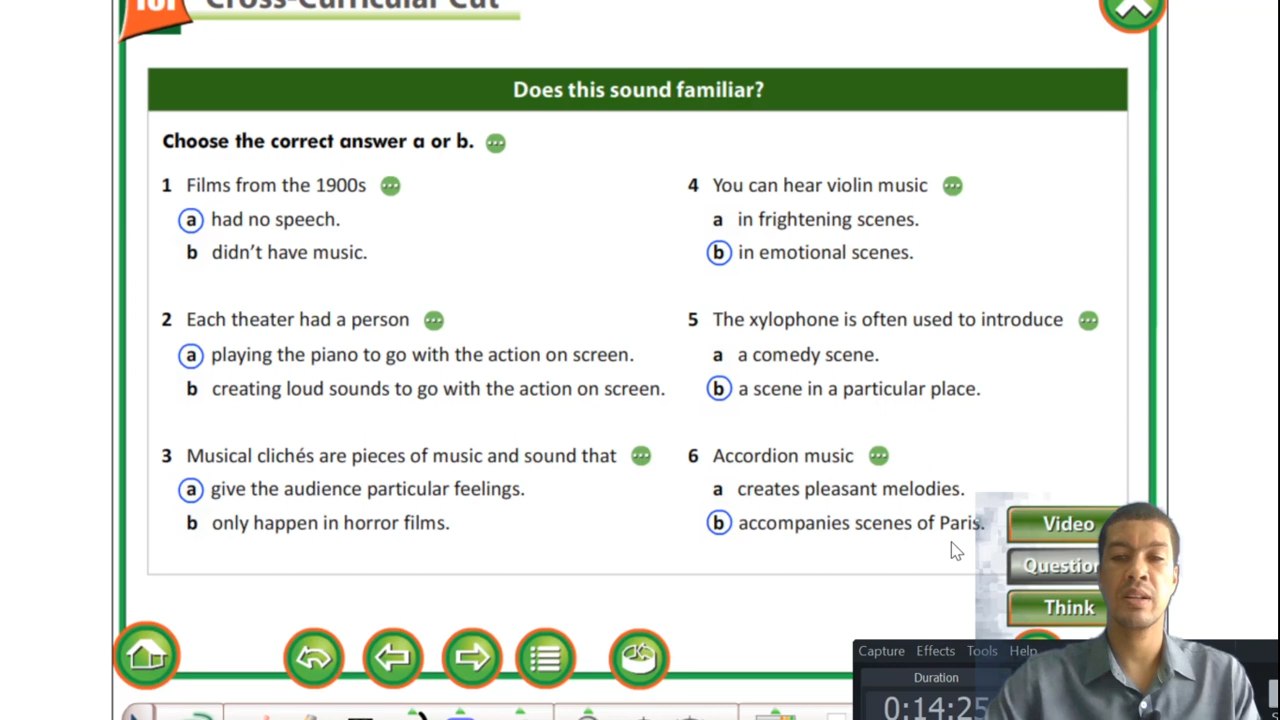 101 Cross-Curricular Cut
Does this sound familiar?
Choose the correct answer a or b.
1 Films from the 1900s
a had no speech.
b didn't have music.
2 Each theater had a person
a playing the piano to go with the action on screen.
b creating loud sounds to go with the action on screen.
3 Musical clichés are pieces of music and sound that
a give the audience particular feelings.
b only happen in horror films.
4 You can hear violin music
a in frightening scenes.
b in emotional scenes.
5 The xylophone is often used to introduce
a a comedy scene.
b a scene in a particular place.
6 Accordion music
a creates pleasant melodies.
b accompanies scenes of Paris.
Video
Question
Think
Capture Effects Tools Help
Duration
0:14:25